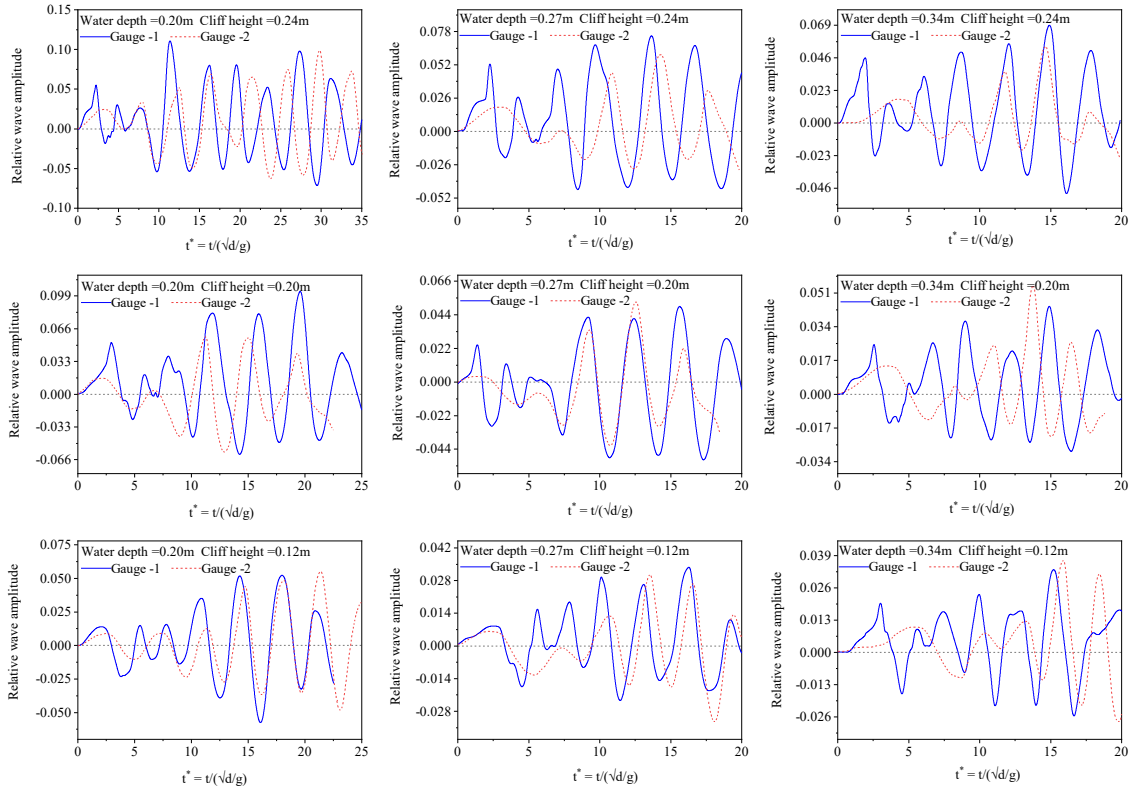 Water depth =0.20m Cliff height =0.24m
Gauge -1 Gauge -2
Relative wave amplitude
0.15
0.10
0.05
0.00
-0.05
-0.10
0 5 10 15 20 25 30 35
t* = t/(√d/g)
Water depth =0.27m Cliff height =0.24m
Gauge -1 Gauge -2
Relative wave amplitude
0.078
0.052
0.026
0.000
-0.026
-0.052
0 5 10 15 20
t* = t/(√d/g)
Water depth =0.34m Cliff height =0.24m
Gauge -1 Gauge -2
Relative wave amplitude
0.069
0.046
0.023
0.000
-0.023
-0.046
0 5 10 15 20
t* = t/(√d/g)
Water depth =0.20m Cliff height =0.20m
Gauge -1 Gauge -2
Relative wave amplitude
0.099
0.066
0.033
0.000
-0.033
-0.066
0 5 10 15 20 25
t* = t/(√d/g)
Water depth =0.27m Cliff height =0.20m
Gauge -1 Gauge -2
Relative wave amplitude
0.066
0.044
0.022
0.000
-0.022
-0.044
0 5 10 15 20
t* = t/(√d/g)
Water depth =0.34m Cliff height =0.20m
Gauge -1 Gauge -2
Relative wave amplitude
0.051
0.034
0.017
0.000
-0.017
-0.034
0 5 10 15 20
t* = t/(√d/g)
Water depth =0.20m Cliff height =0.12m
Gauge -1 Gauge -2
Relative wave amplitude
0.075
0.050
0.025
0.000
-0.025
-0.050
0 5 10 15 20 25
t* = t/(√d/g)
Water depth =0.27m Cliff height =0.12m
Gauge -1 Gauge -2
Relative wave amplitude
0.042
0.028
0.014
0.000
-0.014
-0.028
0 5 10 15 20
t* = t/(√d/g)
Water depth =0.34m Cliff height =0.12m
Gauge -1 Gauge -2
Relative wave amplitude
0.039
0.026
0.013
0.000
-0.013
-0.026
0 5 10 15 20
t* = t/(√d/g)